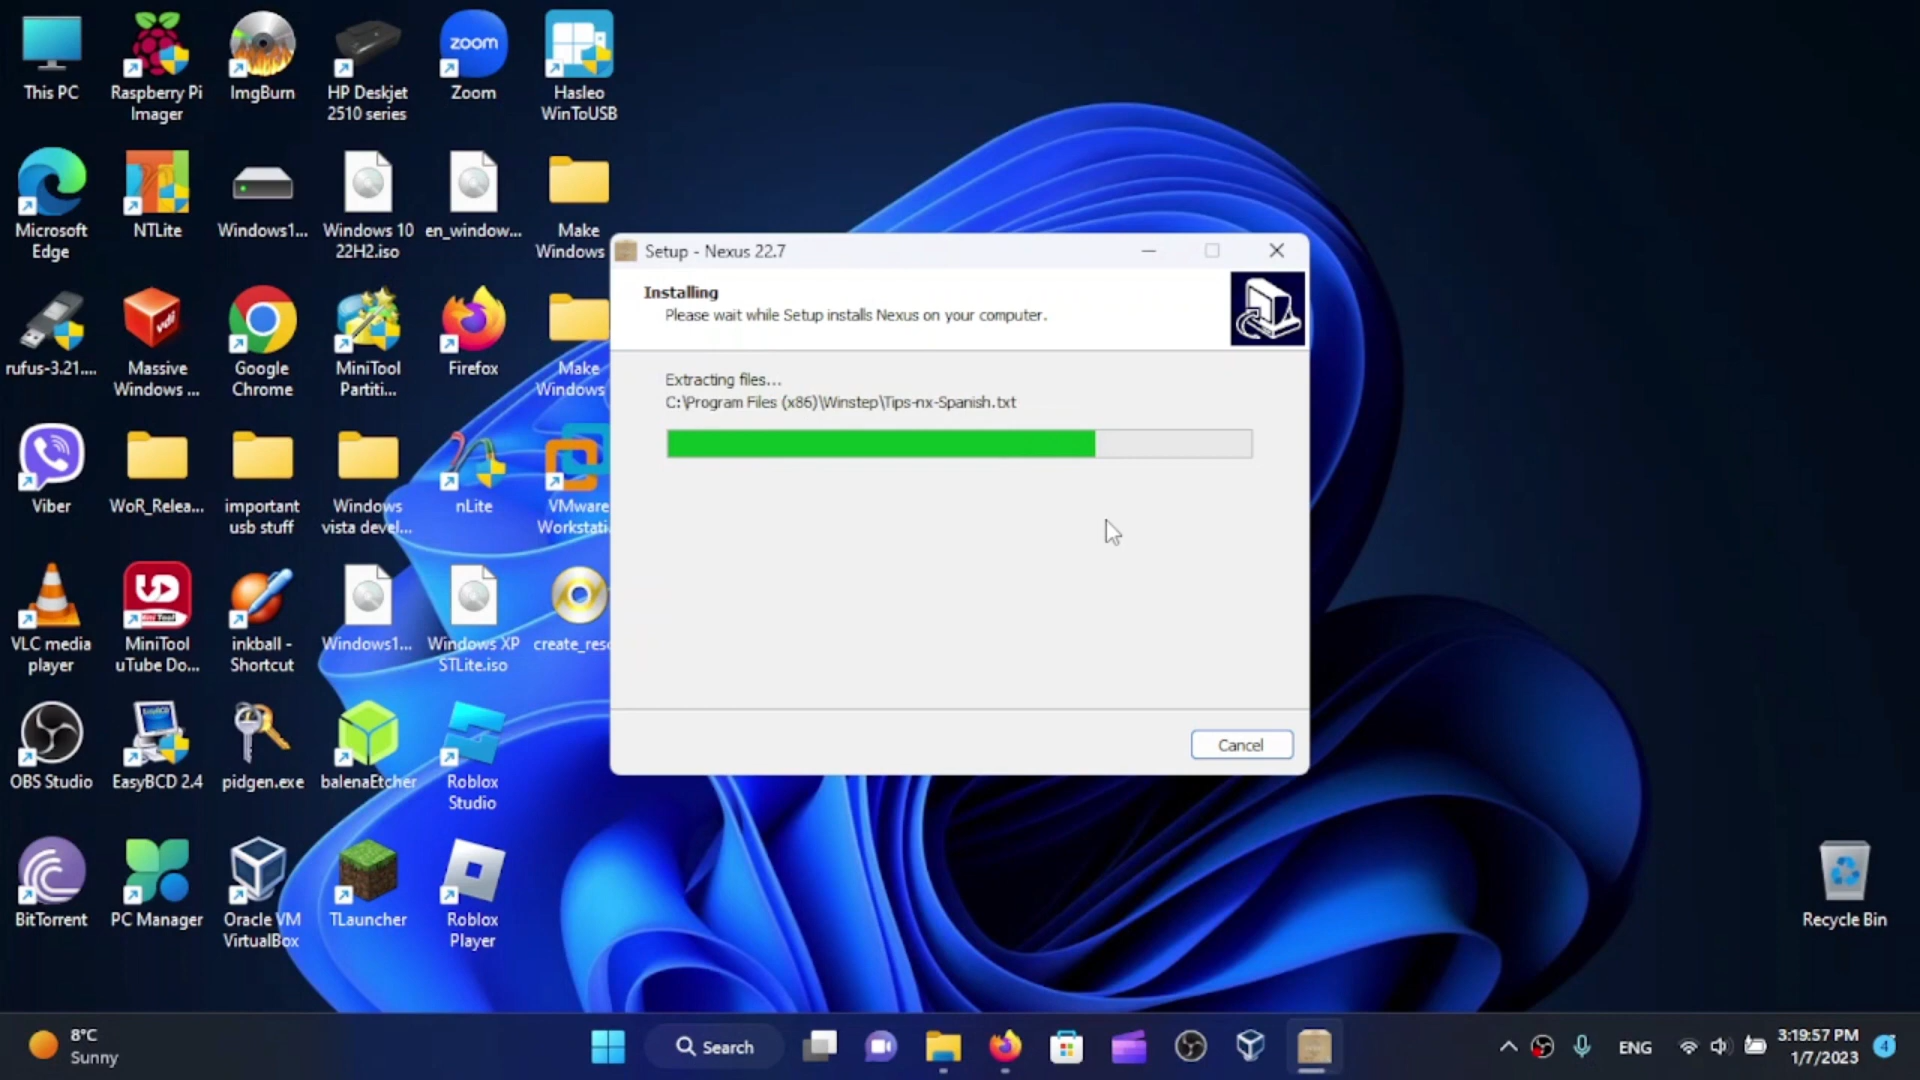 This PC
Raspberry Pi
Imager
ImgBurn
HP Deskjet
2510 series
zoom
Zoom
Hasleo
WinToUSB
Microsoft
Edge
NTLite
Windows1...
Windows 10
22H2.iso
en_window...
Make
Windows
rufus-3.21....
vdi
Massive
Windows ...
Google
Chrome
MiniTool
Partiti...
Firefox
Make
Windows
Viber
WoR_Relea...
important
usb stuff
Windows
vista devel...
nLite
VMware
Workstati
VLC media
player
MiniTool
uTube Do...
inkball -
Shortcut
Windows1...
Windows XP
STLite.iso
create_reso
OBS Studio
EasyBCD 2.4
pidgen.exe
balenaEtcher
Roblox
Studio
BitTorrent
PC Manager
Oracle VM
VirtualBox
TLauncher
Roblox
Player
Setup - Nexus 22.7
Installing
Please wait while Setup installs Nexus on your computer.
Extracting files...
C:\Program Files (x86)\Winstep\Tips-nx-Spanish.txt
Cancel
Recycle Bin
8°C
Sunny
Search
ENG
3:19:57 PM
1/7/2023
4